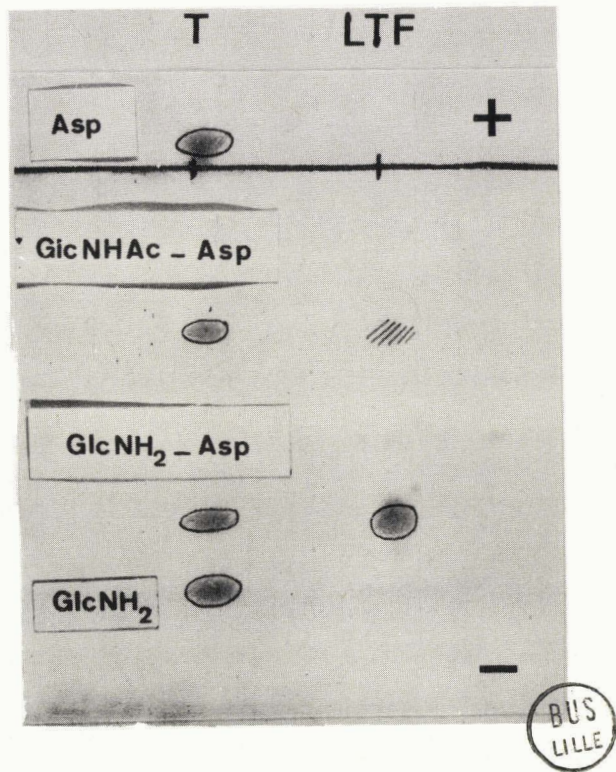 T LTF
Asp +
GlcNHAc - Asp
GlcNH₂ - Asp
GlcNH₂
-
BUS
LILLE